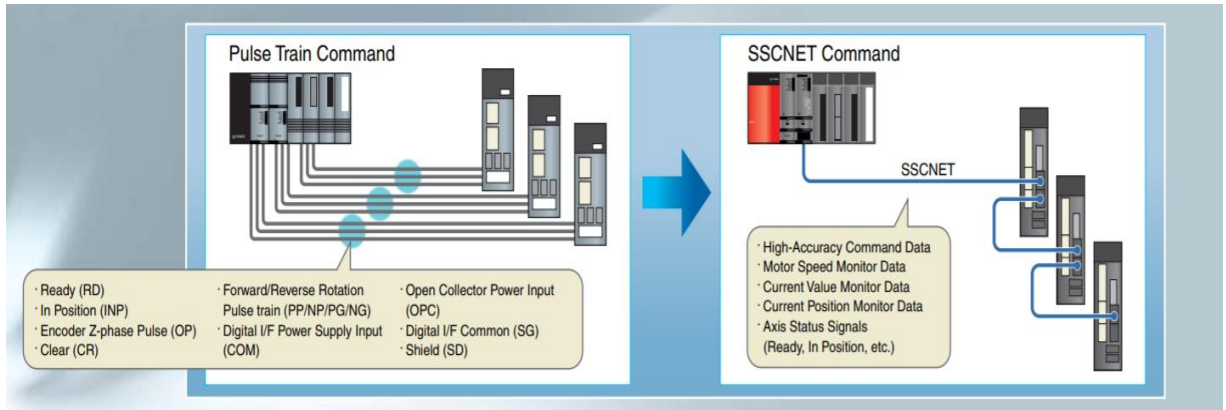 Pulse Train Command
· Ready (RD)
· In Position (INP)
· Encoder Z-phase Pulse (OP)
· Clear (CR)
· Forward/Reverse Rotation
Pulse train (PP/NP/PG/NG)
· Digital I/F Power Supply Input
(COM)
· Open Collector Power Input
(OPC)
· Digital I/F Common (SG)
· Shield (SD)
SSCNET Command
SSCNET
· High-Accuracy Command Data
· Motor Speed Monitor Data
· Current Value Monitor Data
· Current Position Monitor Data
· Axis Status Signals
(Ready, In Position, etc.)